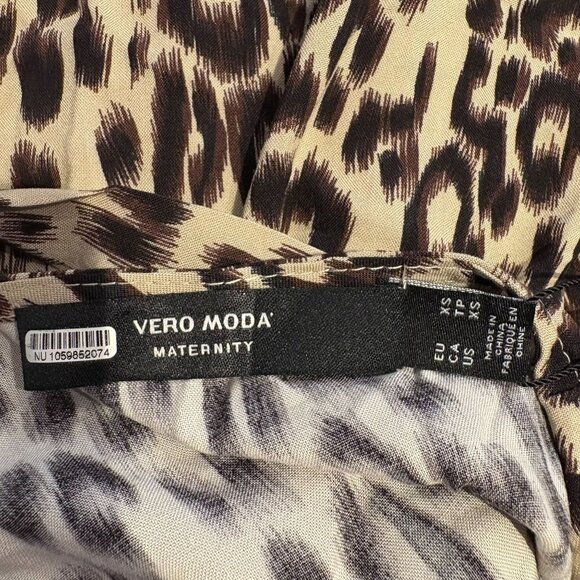 VERO MODA'
MATERNITY
NU1059852074
EU XS
CA TP
US XS
MADE IN
CHINA
FABRIQUÉ EN
CHINE